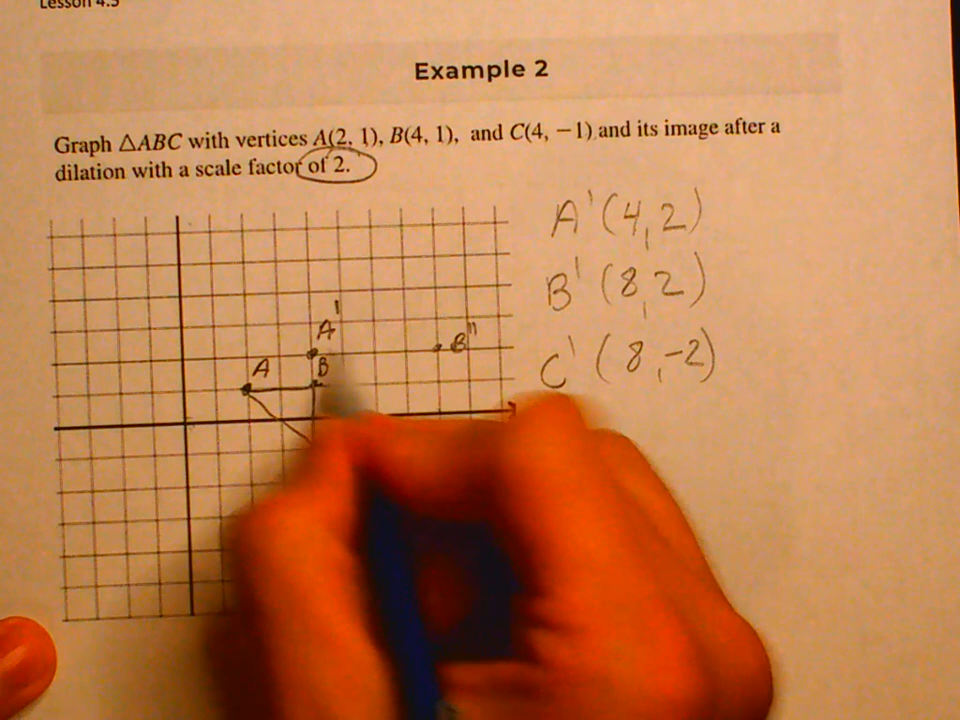 Lesson 4.5
Example 2
Graph △ABC with vertices A(2, 1), B(4, 1), and C(4, −1) and its image after a
dilation with a scale factor of 2.
A'(4,2)
B'(8,2)
C'(8,-2)
A'
B"
A
B